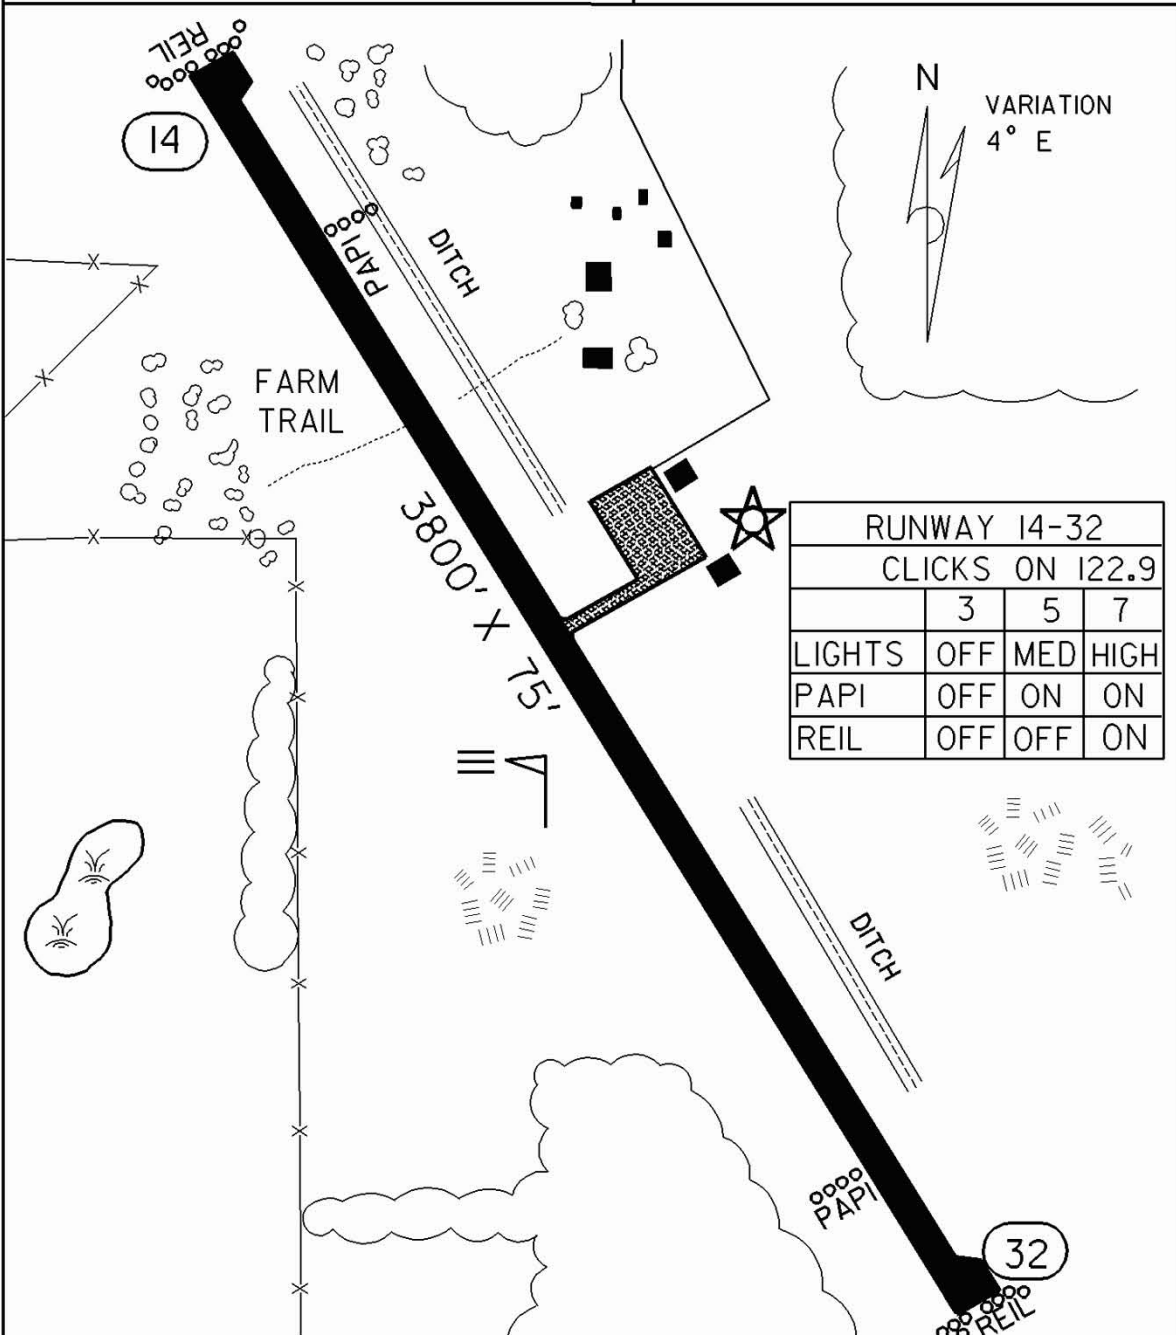 REIL
14
N
VARIATION
4° E
PAPI
DITCH
FARM
TRAIL
3800' X 75'
RUNWAY 14-32
CLICKS ON 122.9
3 5 7
LIGHTS OFF MED HIGH
PAPI OFF ON ON
REIL OFF OFF ON
DITCH
PAPI
32
REIL